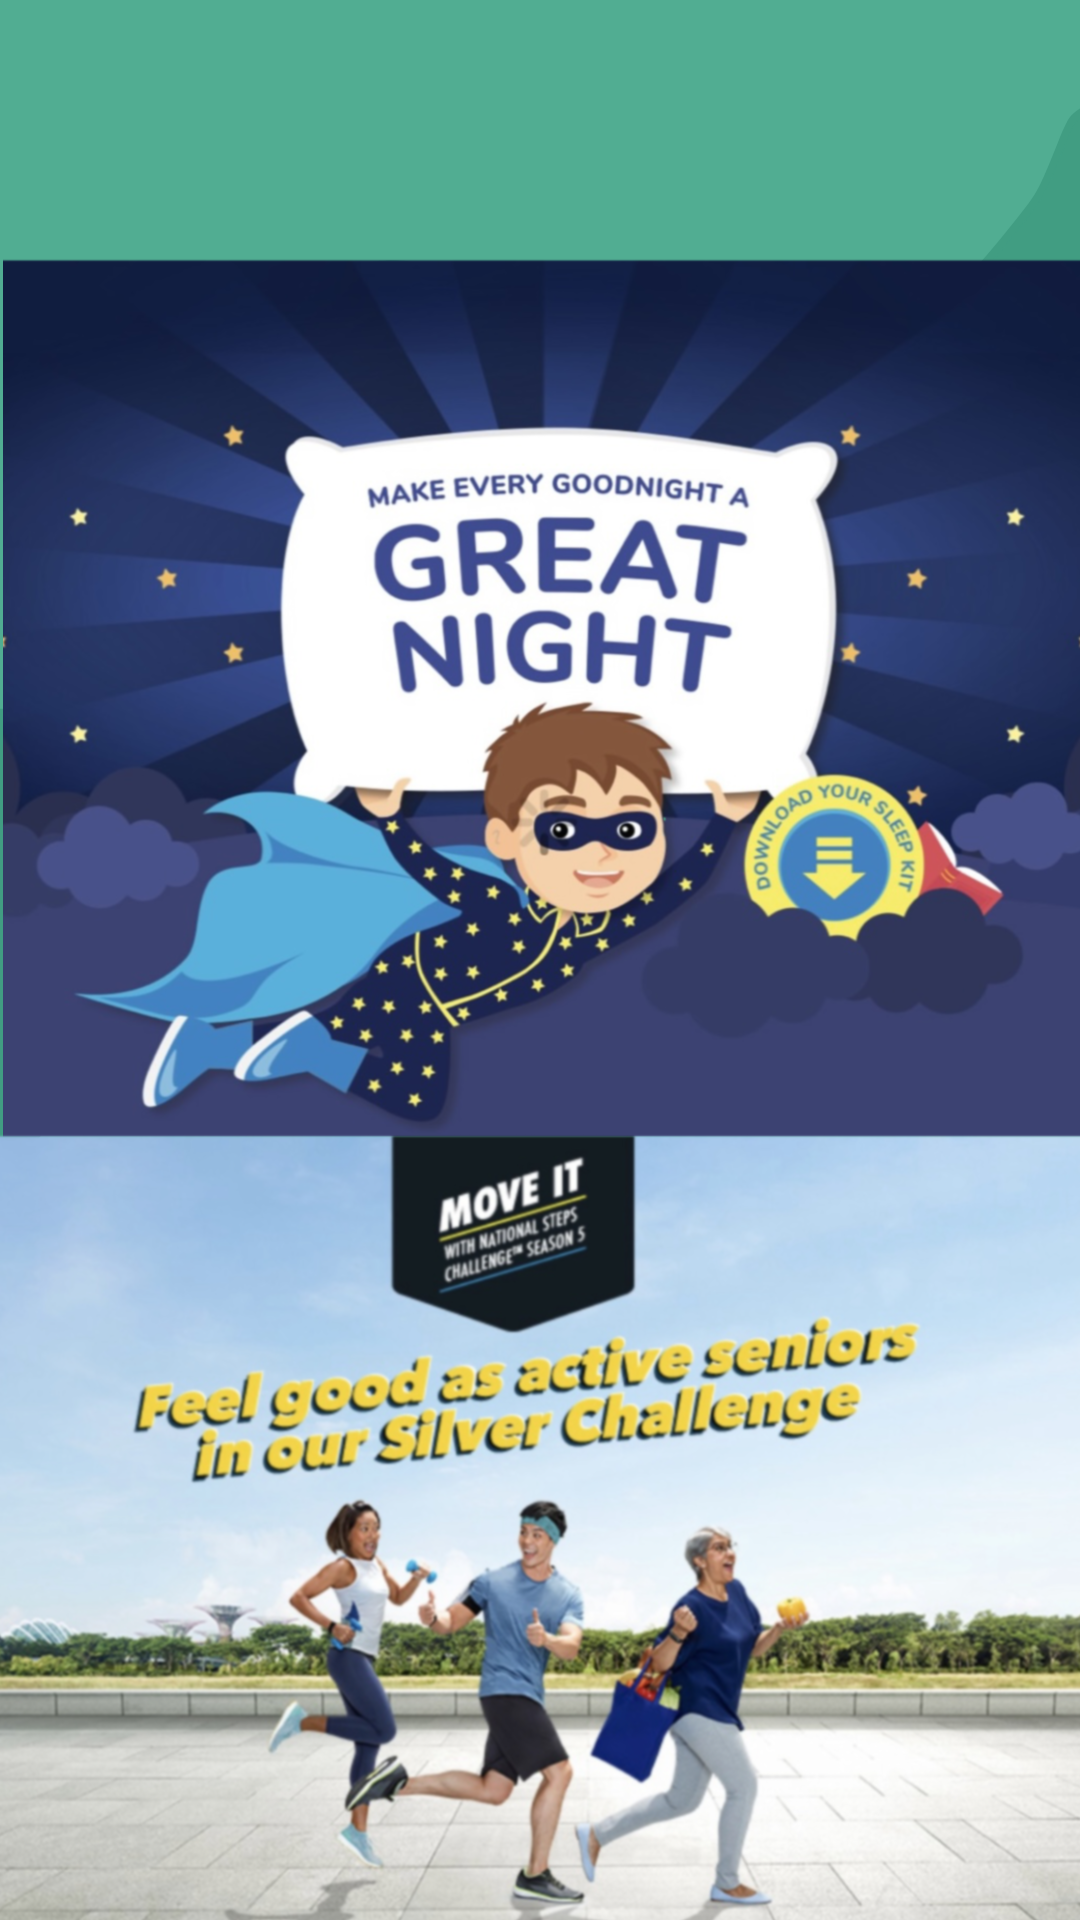 MAKE EVERY GOODNIGHT A
GREAT
NIGHT
DOWNLOAD YOUR SLEEP KIT
MOVE IT
WITH NATIONAL STEPS
CHALLENGE™ SEASON 5
Feel good as active seniors
in our Silver Challenge